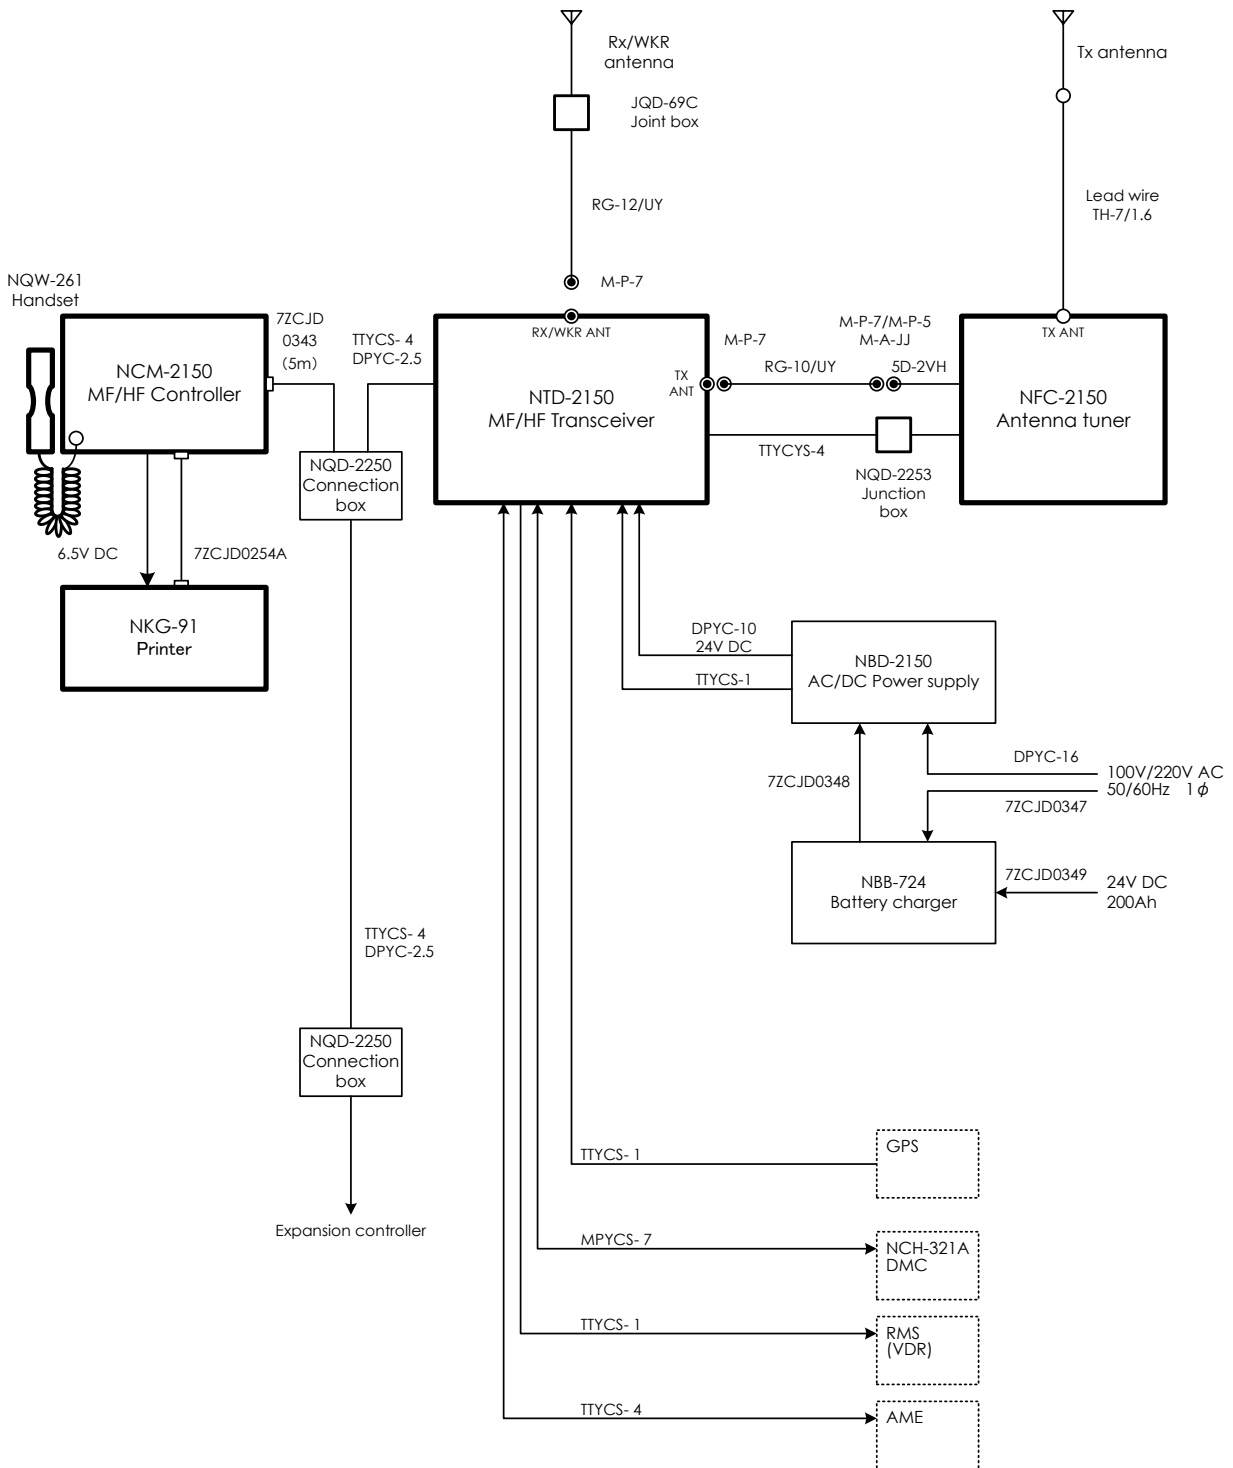 Rx/WKR
antenna
Tx antenna
JQD-69C
Joint box
Lead wire
TH-7/1.6
RG-12/UY
NQW-261
Handset
M-P-7
7ZCJD
0343
(5m)
TTYCS- 4
DPYC-2.5
RX/WKR ANT
M-P-7
M-P-7/M-P-5
M-A-JJ
TX ANT
NCM-2150
MF/HF Controller
NTD-2150
MF/HF Transceiver
TX
ANT
RG-10/UY
5D-2VH
NFC-2150
Antenna tuner
TTYCYS-4
NQD-2250
Connection
box
NQD-2253
Junction
box
6.5V DC
7ZCJD0254A
NKG-91
Printer
DPYC-10
24V DC
TTYCS-1
NBD-2150
AC/DC Power supply
DPYC-16
7ZCJD0348
100V/220V AC
50/60Hz 1ϕ
7ZCJD0347
NBB-724
Battery charger
7ZCJD0349
24V DC
200Ah
TTYCS- 4
DPYC-2.5
NQD-2250
Connection
box
Expansion controller
TTYCS- 1
GPS
MPYCS- 7
NCH-321A
DMC
TTYCS- 1
RMS
(VDR)
TTYCS- 4
AME